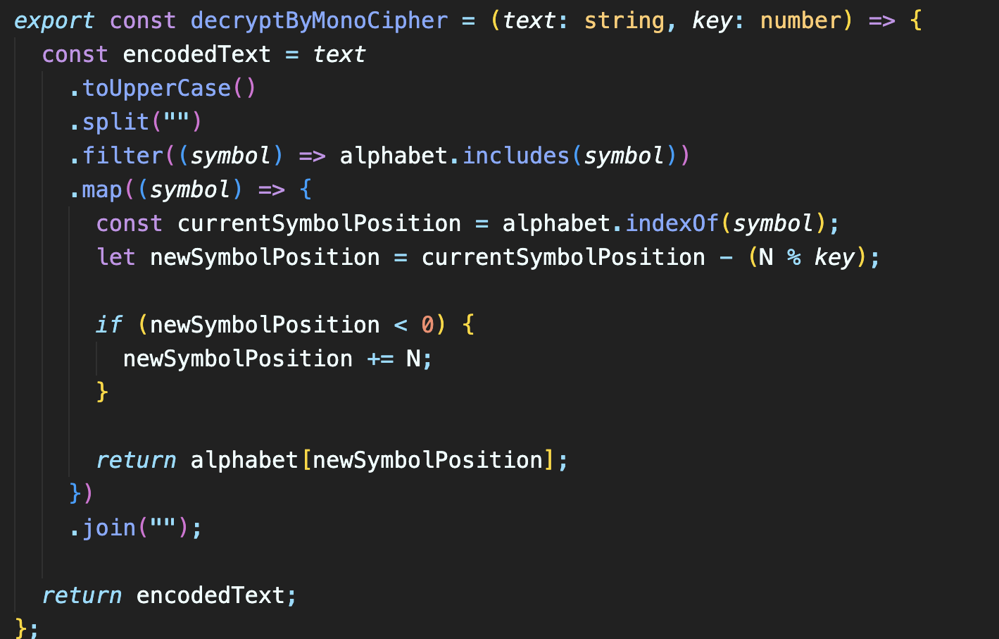 export const decryptByMonoCipher = (text: string, key: number) => {
  const encodedText = text
    .toUpperCase()
    .split("")
    .filter((symbol) => alphabet.includes(symbol))
    .map((symbol) => {
      const currentSymbolPosition = alphabet.indexOf(symbol);
      let newSymbolPosition = currentSymbolPosition - (N % key);

      if (newSymbolPosition < 0) {
        newSymbolPosition += N;
      }

      return alphabet[newSymbolPosition];
    })
    .join("");

  return encodedText;
};